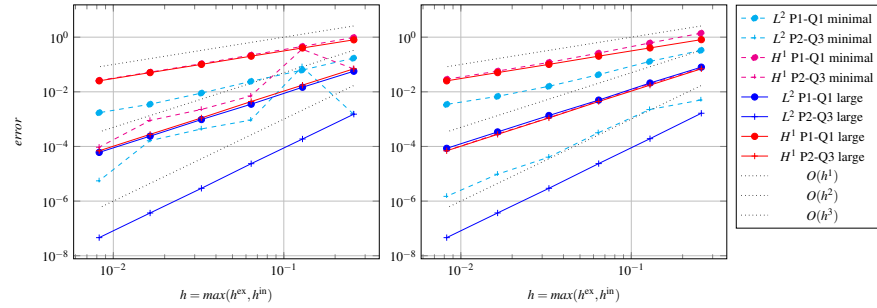 10^0
10^-2
10^-4
10^-6
10^-8
error
10^-2
10^-1
h = max(h^ex, h^in)
10^0
10^-2
10^-4
10^-6
10^-8
10^-2
10^-1
h = max(h^ex, h^in)
L^2 P1-Q1 minimal
L^2 P2-Q3 minimal
H^1 P1-Q1 minimal
H^1 P2-Q3 minimal
L^2 P1-Q1 large
L^2 P2-Q3 large
H^1 P1-Q1 large
H^1 P2-Q3 large
O(h^1)
O(h^2)
O(h^3)